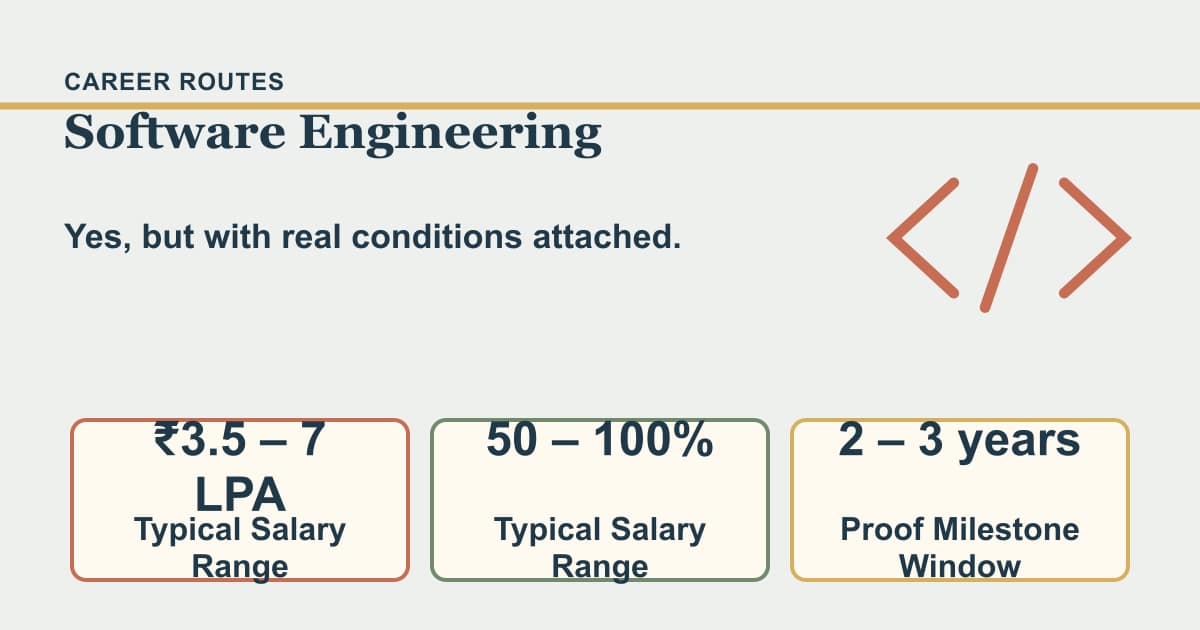 CAREER ROUTES
Software Engineering
Yes, but with real conditions attached.
₹3.5 – 7
LPA
Typical Salary
Range
50 – 100%
Typical Salary
Range
2 – 3 years
Proof Milestone
Window